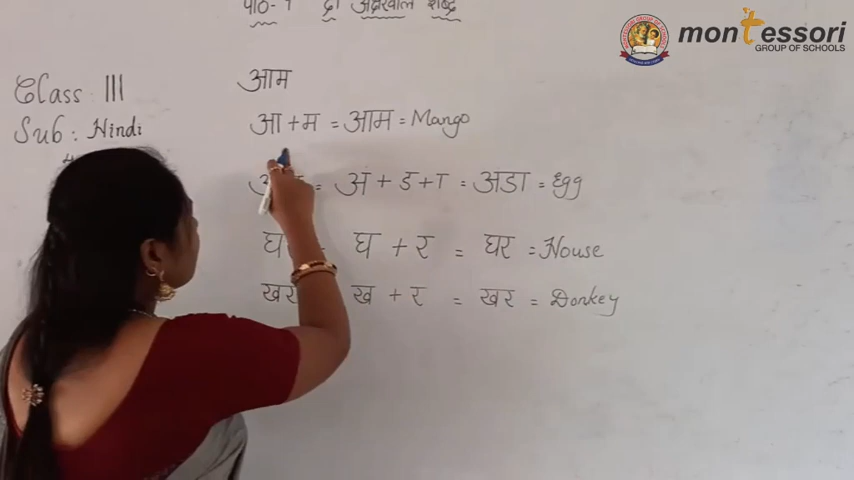 पाठ-1 दो अक्षरवाले शब्द
montessori
GROUP OF SCHOOLS
Class III
Sub: Hindi
आम
आ+म = आम = Mango
= अ + ड +ा = अडा = Egg
घ + र = घर = House
खर ख + र = खर = Donkey